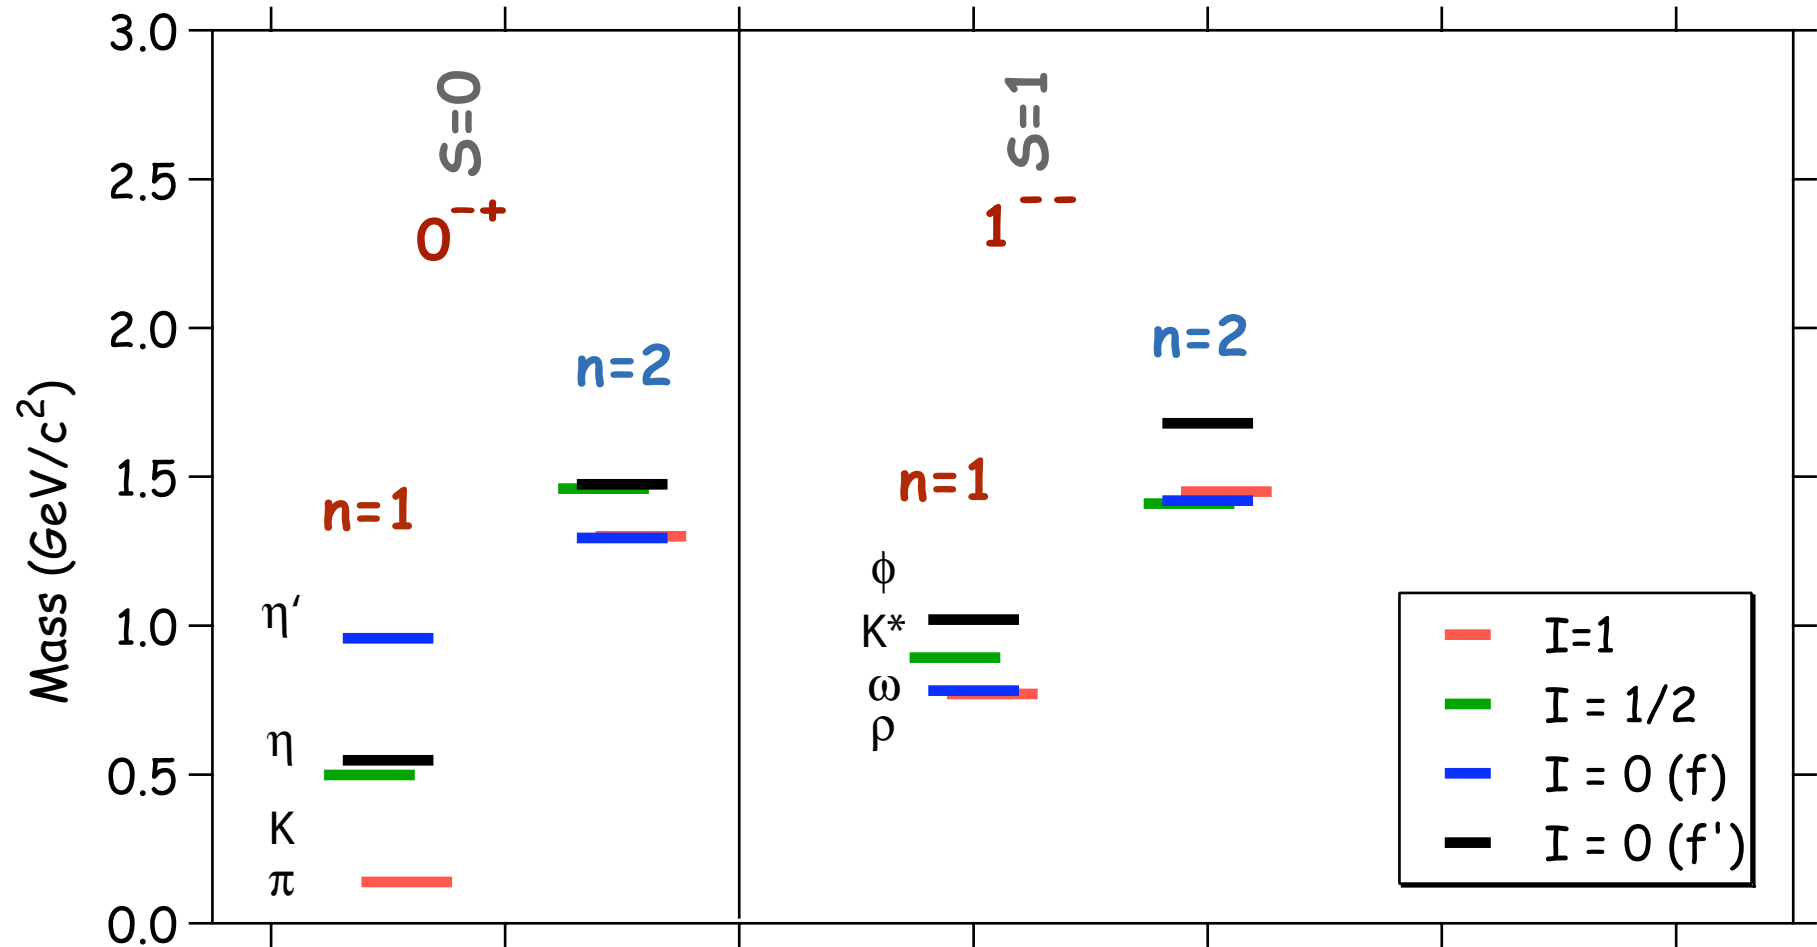 3.0
2.5
2.0
1.5
1.0
0.5
0.0
Mass (GeV/c²)
S=0
0⁻⁺
n=1
n=2
η‘
η
K
π
S=1
1⁻⁻
n=1
n=2
ϕ
K*
ω
ρ
I=1
I = 1/2
I = 0 (f)
I = 0 (f')